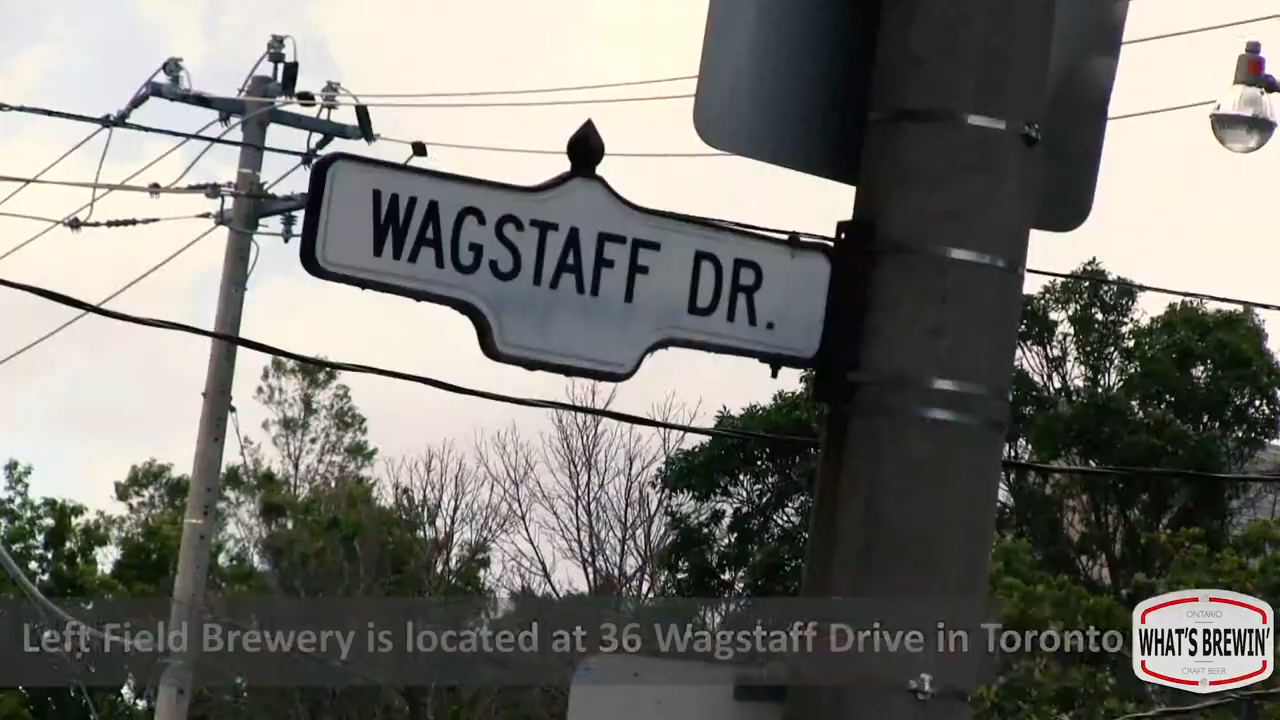 WAGSTAFF DR.
Left Field Brewery is located at 36 Wagstaff Drive in Toronto
ONTARIO
WHAT'S BREWIN'
CRAFT BEER